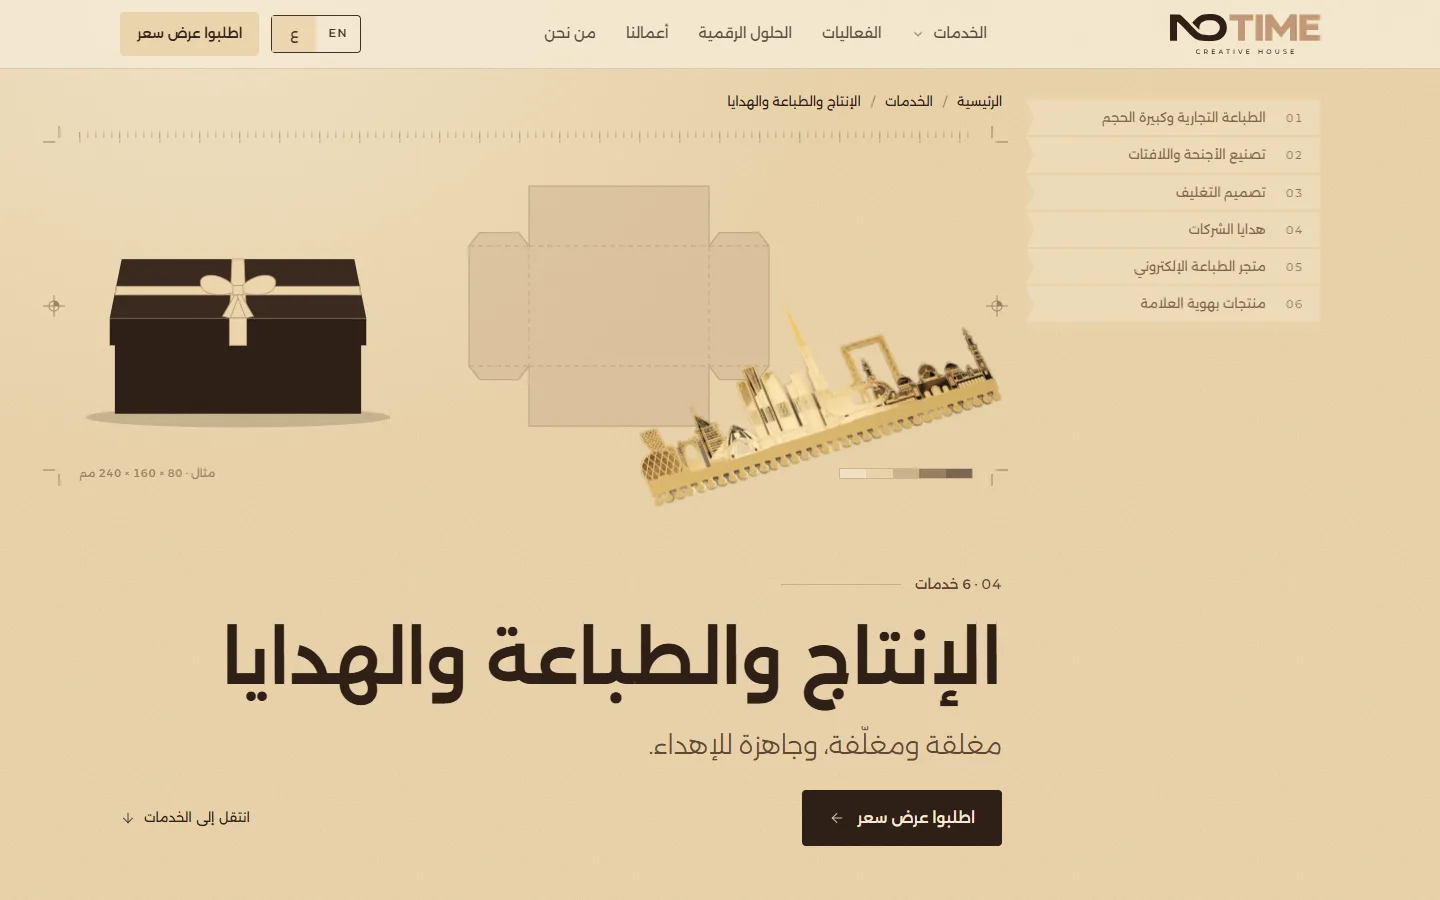 NOTIME
CREATIVE HOUSE
الخدمات
الفعاليات
الحلول الرقمية
أعمالنا
من نحن
EN
ع
اطلبوا عرض سعر
الرئيسية / الخدمات / الإنتاج والطباعة والهدايا
01 الطباعة التجارية وكبيرة الحجم
02 تصنيع الأجنحة واللافتات
03 تصميم التغليف
04 هدايا الشركات
05 متجر الطباعة الإلكتروني
06 منتجات بهوية العلامة
مثال · 80 × 160 × 240 مم
04 · 6 خدمات
الإنتاج والطباعة والهدايا
مغلقة ومغلّفة، وجاهزة للإهداء.
اطلبوا عرض سعر
انتقل إلى الخدمات